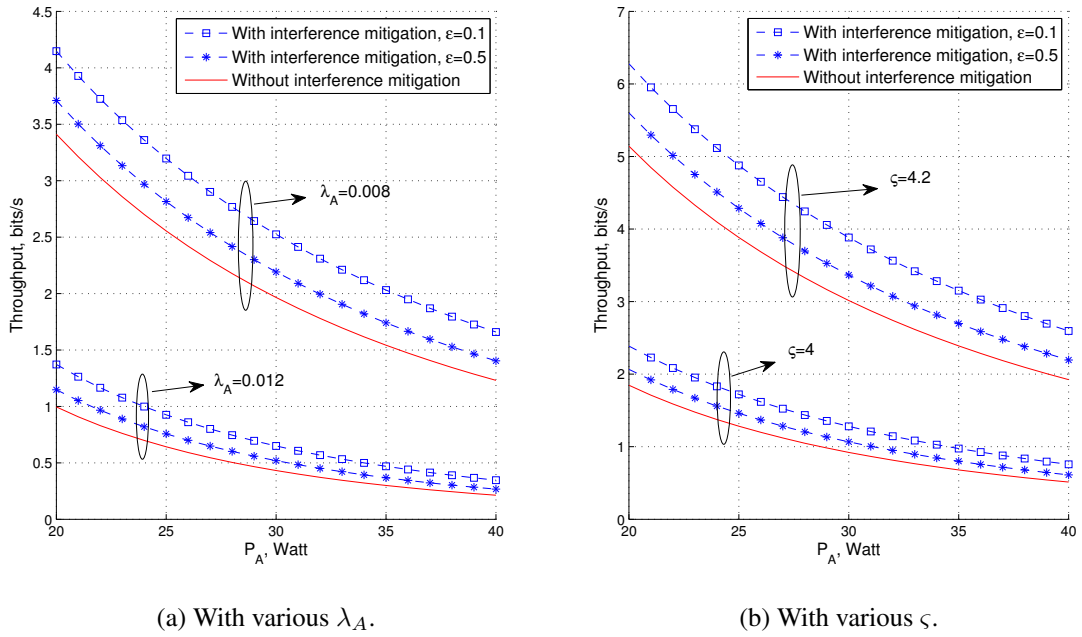 4.5
4
3.5
3
2.5
2
1.5
1
0.5
0
20
25
30
35
40
Throughput, bits/s
P_A, Watt
With interference mitigation, ε=0.1
With interference mitigation, ε=0.5
Without interference mitigation
λ_A=0.008
λ_A=0.012
(a) With various λ_A.
7
6
5
4
3
2
1
0
20
25
30
35
40
Throughput, bits/s
P_A, Watt
With interference mitigation, ε=0.1
With interference mitigation, ε=0.5
Without interference mitigation
ς=4.2
ς=4
(b) With various ς.